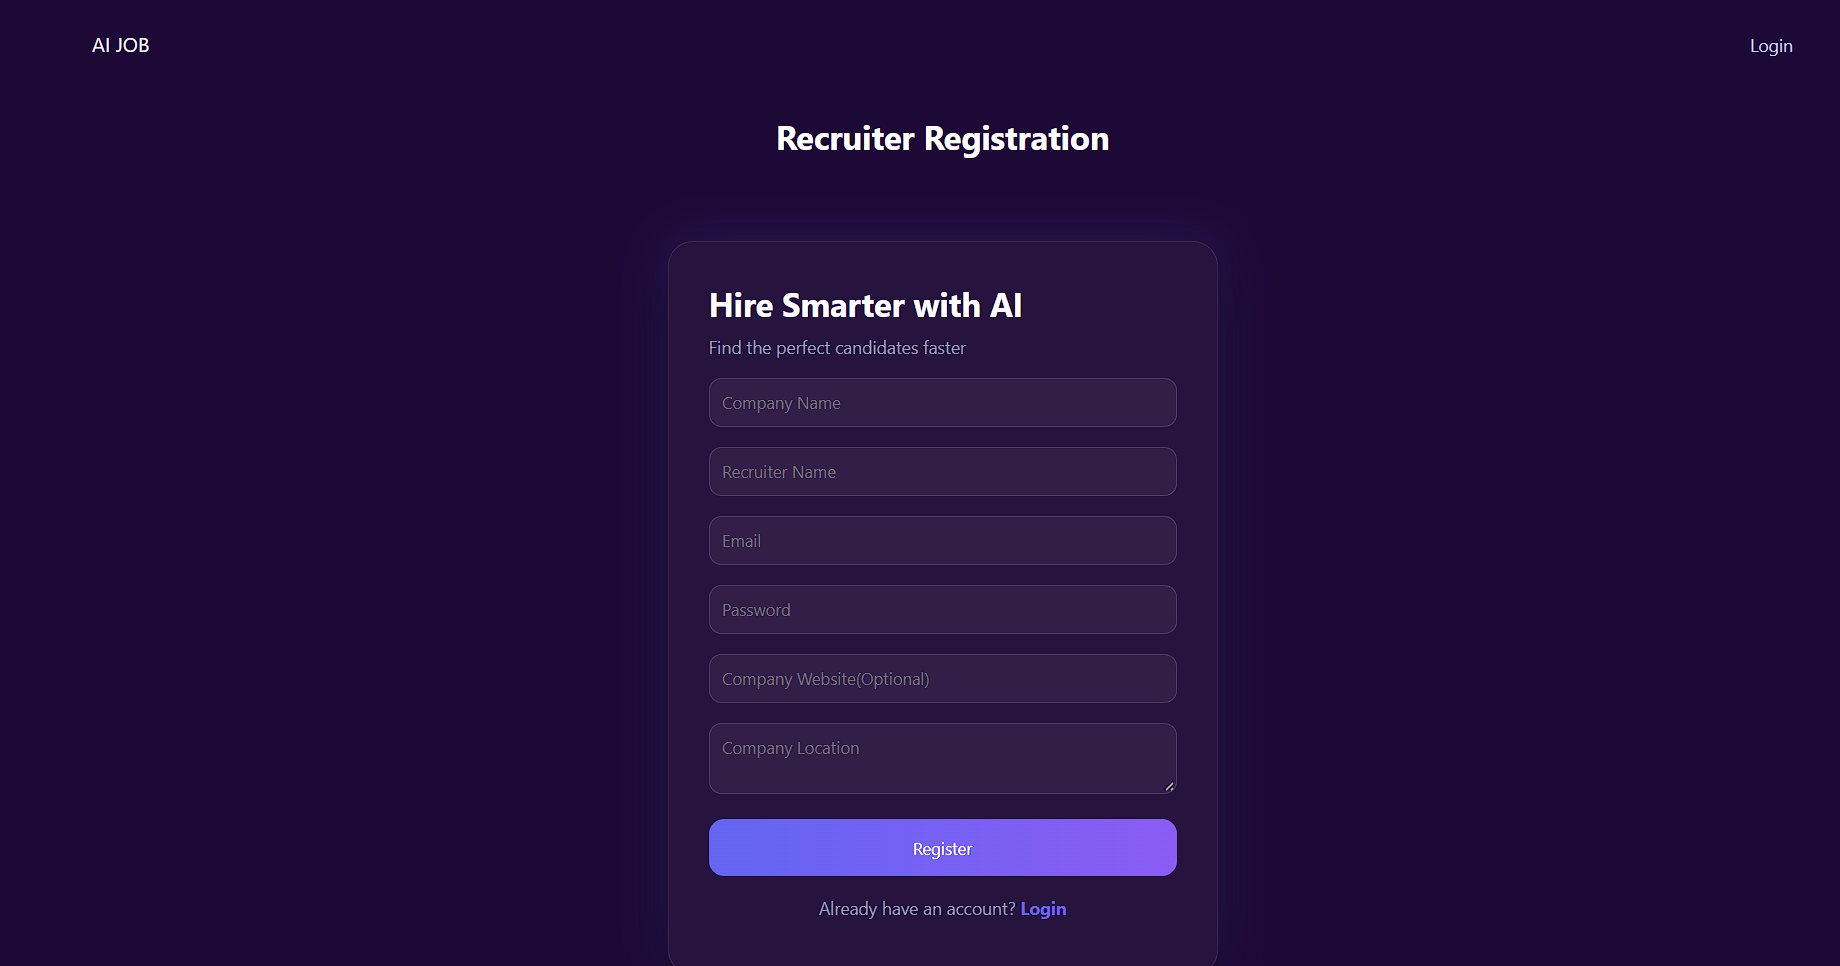 AI JOB
Login
Recruiter Registration
Hire Smarter with AI
Find the perfect candidates faster
Company Name
Recruiter Name
Email
Password
Company Website(Optional)
Company Location
Register
Already have an account? Login